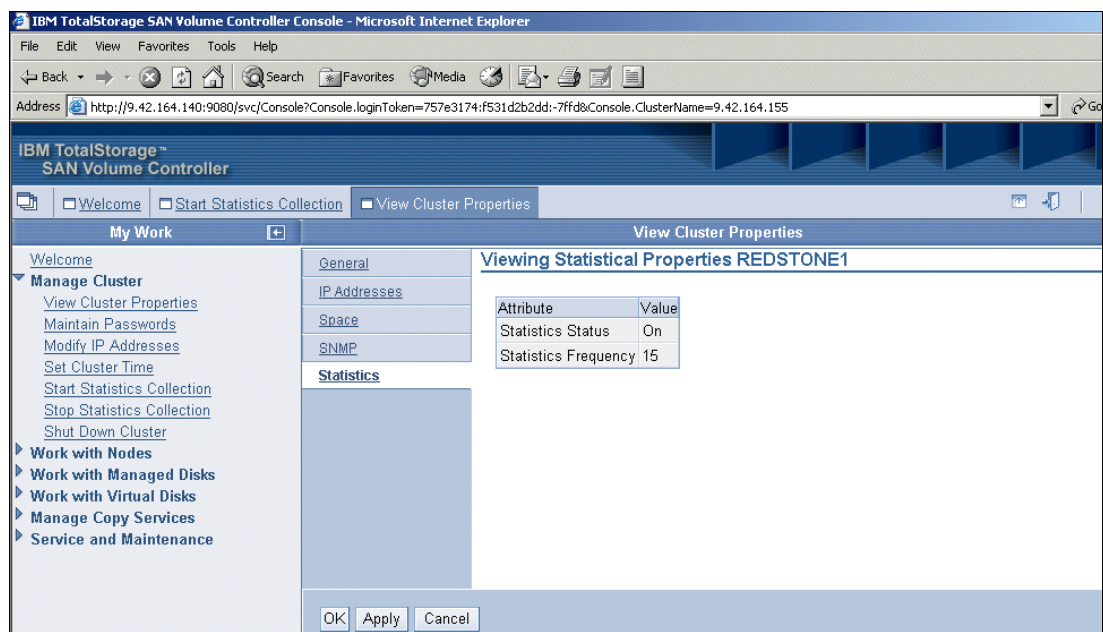 IBM TotalStorage SAN Volume Controller Console - Microsoft Internet Explorer
File Edit View Favorites Tools Help
Back Search Favorites Media
Address http://9.42.164.140:9080/svc/Console?Console.loginToken=757e3174:f531d2b2dd:-7ffd&Console.ClusterName=9.42.164.155 Go
IBM TotalStorage™
SAN Volume Controller
Welcome Start Statistics Collection View Cluster Properties
My Work
View Cluster Properties
Welcome
Manage Cluster
View Cluster Properties
Maintain Passwords
Modify IP Addresses
Set Cluster Time
Start Statistics Collection
Stop Statistics Collection
Shut Down Cluster
Work with Nodes
Work with Managed Disks
Work with Virtual Disks
Manage Copy Services
Service and Maintenance
General
IP Addresses
Space
SNMP
Statistics
Viewing Statistical Properties REDSTONE1
Attribute Value
Statistics Status On
Statistics Frequency 15
OK Apply Cancel